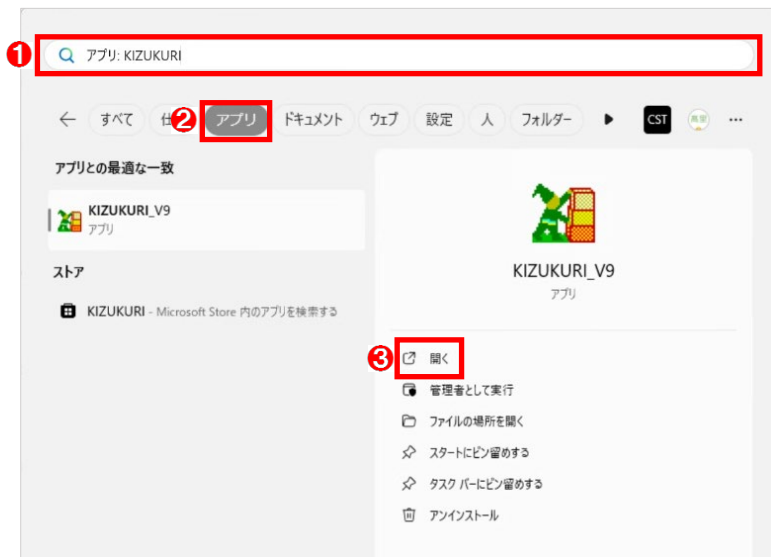 ❶ アプリ: KIZUKURI
← すべて ❷ アプリ ドキュメント ウェブ 設定 人 フォルダー ▶ CST ...
アプリとの最適な一致
KIZUKURI_V9
アプリ
ストア
KIZUKURI - Microsoft Store 内のアプリを検索する
KIZUKURI_V9
アプリ
❸ 開く
管理者として実行
ファイルの場所を開く
スタートにピン留めする
タスク バーにピン留めする
アンインストール